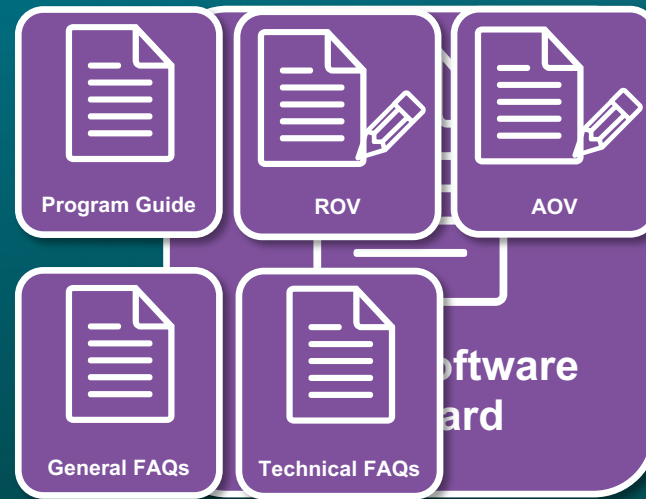 Program Guide
ROV
AOV
oftware
ard
General FAQs
Technical FAQs